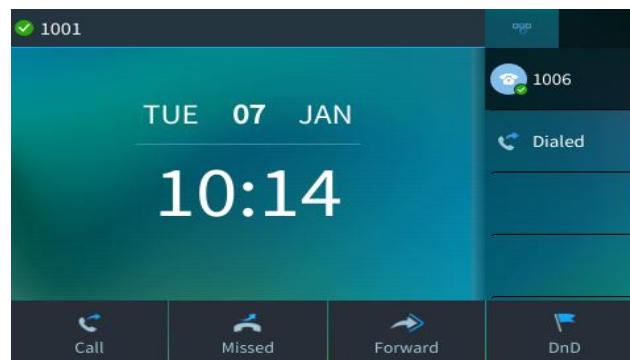 1001
1006
TUE 07 JAN
Dialed
10:14
Call Missed Forward DnD